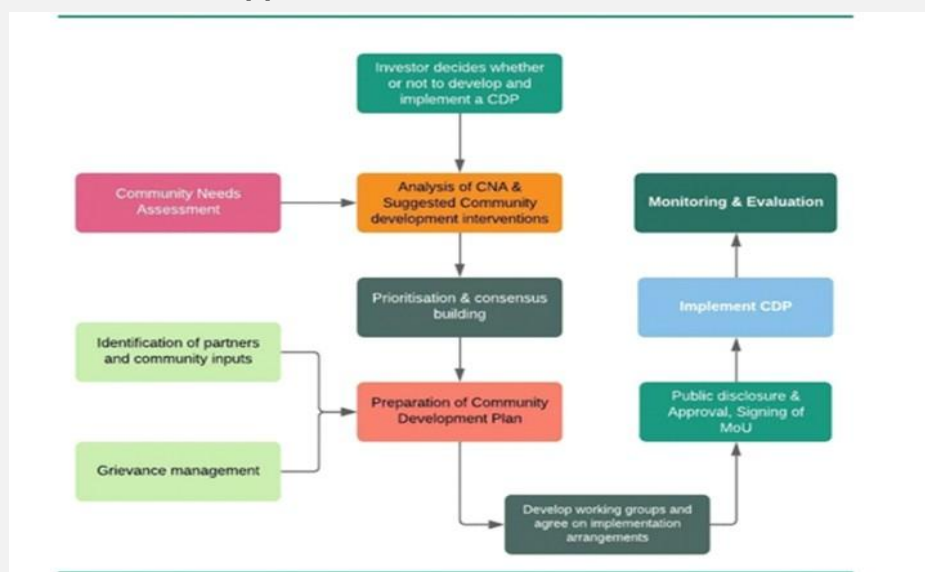 Investor decides whether
or not to develop and
implement a CDP
Community Needs
Assessment
Analysis of CNA &
Suggested Community
development interventions
Monitoring & Evaluation
Prioritisation & consensus
building
Implement CDP
Identification of partners
and community inputs
Preparation of Community
Development Plan
Public disclosure &
Approval, Signing of
MoU
Grievance management
Develop working groups and
agree on implementation
arrangements